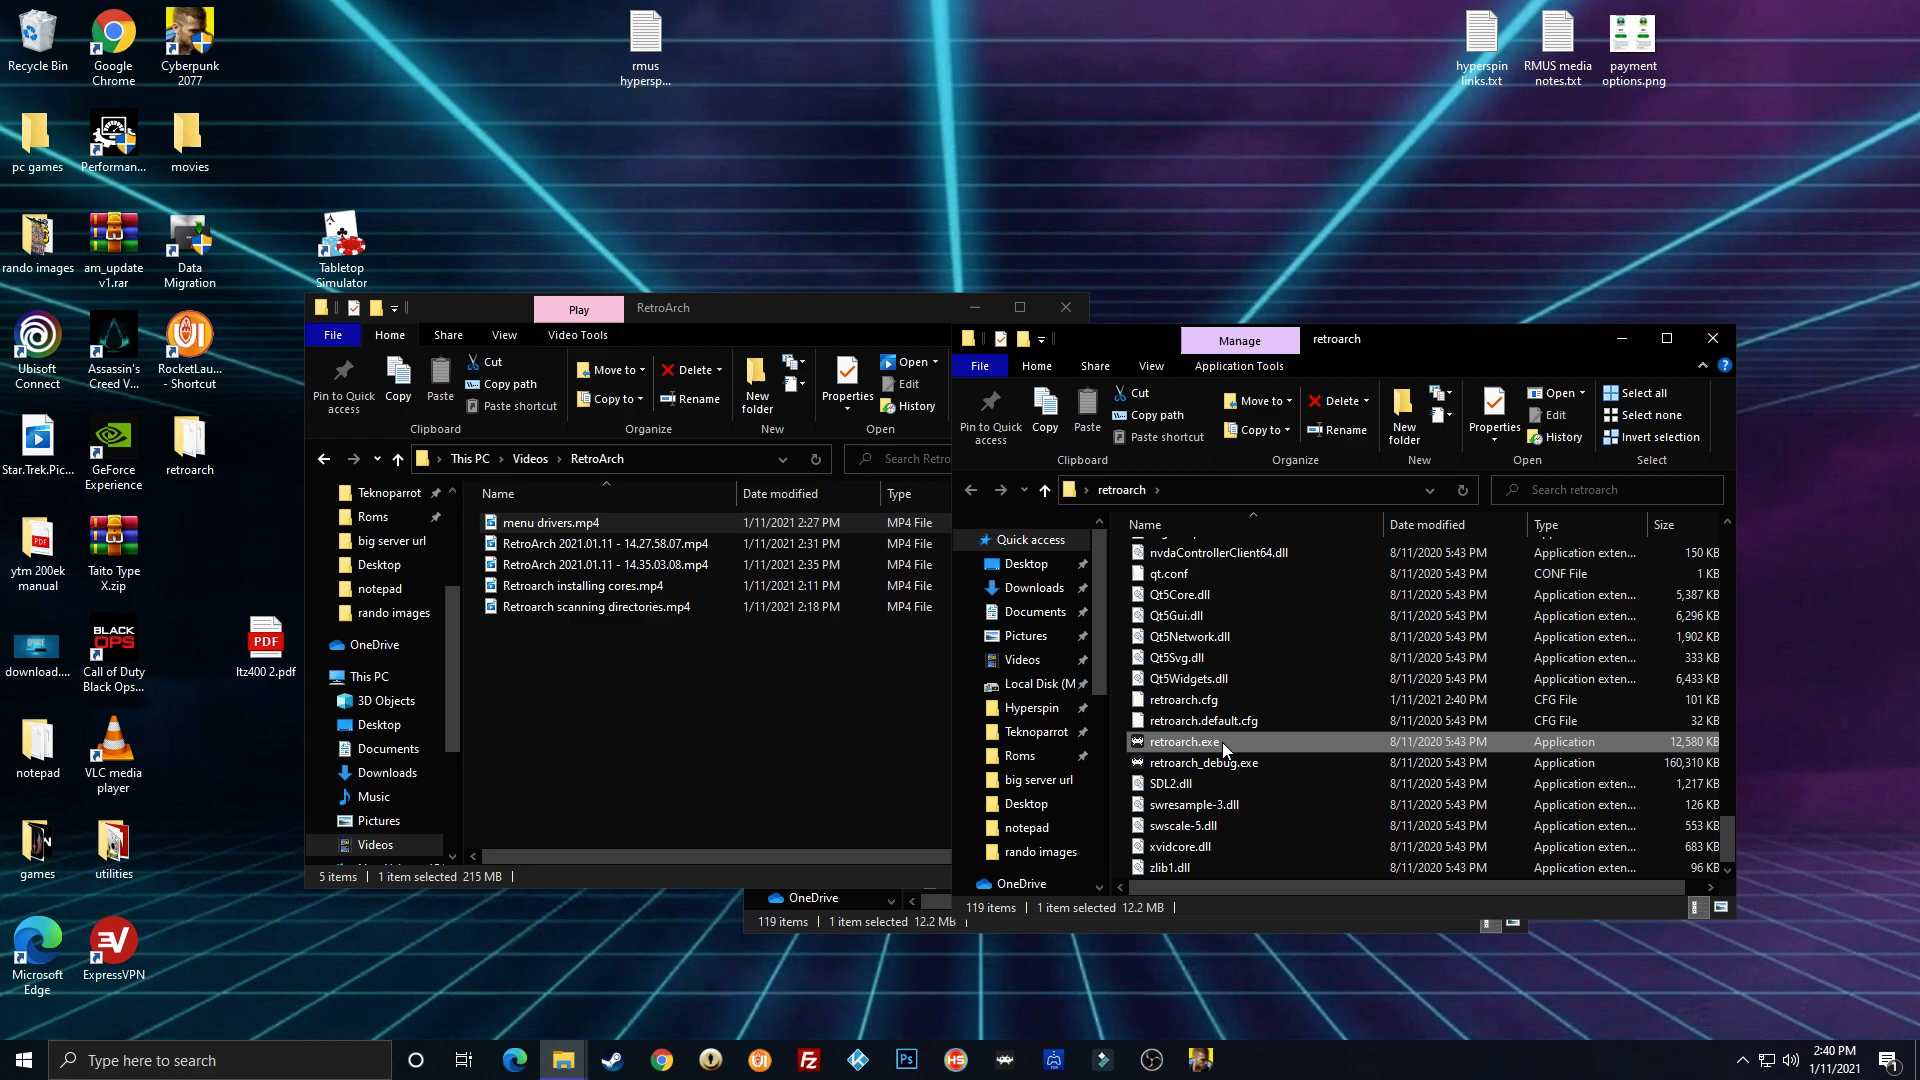 Recycle Bin
Google
Chrome
Cyberpunk
2077
rmus
hypersp...
hyperspin
links.txt
RMUS media
notes.txt
payment
options.png
pc games
Performan...
movies
rando images
am_update
v1.rar
Data
Migration
Tabletop
Simulator
Ubisoft
Connect
Assassin's
Creed V...
RocketLau...
- Shortcut
Star.Trek.Pic...
GeForce
Experience
retroarch
ytm 200ek
manual
Taito Type
X.zip
download....
BLACK
OPS
Call of Duty
Black Ops...
PDF
ltz400 2.pdf
notepad
VLC media
player
games
utilities
Microsoft
Edge
ExpressVPN
Play
RetroArch
File
Home
Share
View
Video Tools
Pin to Quick
access
Copy
Paste
Cut
Copy path
Paste shortcut
Clipboard
Move to
Copy to
Delete
Rename
Organize
New
folder
New
Properties
Open
Edit
History
Open
This PC
Videos
RetroArch
Search Retro
Name
Date modified
Type
menu drivers.mp4 1/11/2021 2:27 PM MP4 File
RetroArch 2021.01.11 - 14.27.58.07.mp4 1/11/2021 2:31 PM MP4 File
RetroArch 2021.01.11 - 14.35.03.08.mp4 1/11/2021 2:35 PM MP4 File
Retroarch installing cores.mp4 1/11/2021 2:11 PM MP4 File
Retroarch scanning directories.mp4 1/11/2021 2:18 PM MP4 File
Teknoparrot
Roms
big server url
Desktop
notepad
rando images
OneDrive
This PC
3D Objects
Desktop
Documents
Downloads
Music
Pictures
Videos
5 items 1 item selected 215 MB
OneDrive
119 items 1 item selected 12.2 MB
Manage
retroarch
File
Home
Share
View
Application Tools
Pin to Quick
access
Copy
Paste
Cut
Copy path
Paste shortcut
Clipboard
Move to
Copy to
Delete
Rename
Organize
New
folder
New
Properties
Open
Edit
History
Open
Select all
Select none
Invert selection
Select
retroarch
Search retroarch
Name
Date modified
Type
Size
Quick access
Desktop
Downloads
Documents
Pictures
Videos
Local Disk (M
Hyperspin
Teknoparrot
Roms
big server url
Desktop
notepad
rando images
OneDrive
nvdaControllerClient64.dll 8/11/2020 5:43 PM Application exten... 150 KB
qt.conf 8/11/2020 5:43 PM CONF File 1 KB
Qt5Core.dll 8/11/2020 5:43 PM Application exten... 5,387 KB
Qt5Gui.dll 8/11/2020 5:43 PM Application exten... 6,296 KB
Qt5Network.dll 8/11/2020 5:43 PM Application exten... 1,902 KB
Qt5Svg.dll 8/11/2020 5:43 PM Application exten... 333 KB
Qt5Widgets.dll 8/11/2020 5:43 PM Application exten... 6,433 KB
retroarch.cfg 1/11/2021 2:40 PM CFG File 101 KB
retroarch.default.cfg 8/11/2020 5:43 PM CFG File 32 KB
retroarch.exe 8/11/2020 5:43 PM Application 12,580 KB
retroarch_debug.exe 8/11/2020 5:43 PM Application 160,310 KB
SDL2.dll 8/11/2020 5:43 PM Application exten... 1,217 KB
swresample-3.dll 8/11/2020 5:43 PM Application exten... 126 KB
swscale-5.dll 8/11/2020 5:43 PM Application exten... 553 KB
xvidcore.dll 8/11/2020 5:43 PM Application exten... 683 KB
zlib1.dll 8/11/2020 5:43 PM Application exten... 96 KB
119 items 1 item selected 12.2 MB
Type here to search
Fz
Ps
HS
2:40 PM
1/11/2021
1